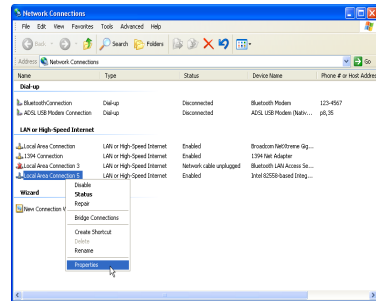 Network Connections
File Edit View Favorites Tools Advanced Help
Back Search Folders
Address Network Connections Go
Name Type Status Device Name Phone # or Host Addres
Dial-up
BluetoothConnection Dial-up Disconnected Bluetooth Modem 123-4567
ADSL USB Modem Connection Dial-up Disconnected ADSL USB Modem (Nativ... p8,35
LAN or High-Speed Internet
Local Area Connection LAN or High-Speed Internet Enabled Broadcom NetXtreme Gig...
1394 Connection LAN or High-Speed Internet Enabled 1394 Net Adapter
Local Area Connection 3 LAN or High-Speed Internet Network cable unplugged Bluetooth LAN Access Se...
Local Area Connection 5 LAN or High-Speed Internet Enabled Intel 82558-based Integ...
Disable
Wizard Status
Repair
New Connection W
Bridge Connections
Create Shortcut
Delete
Rename
Properties